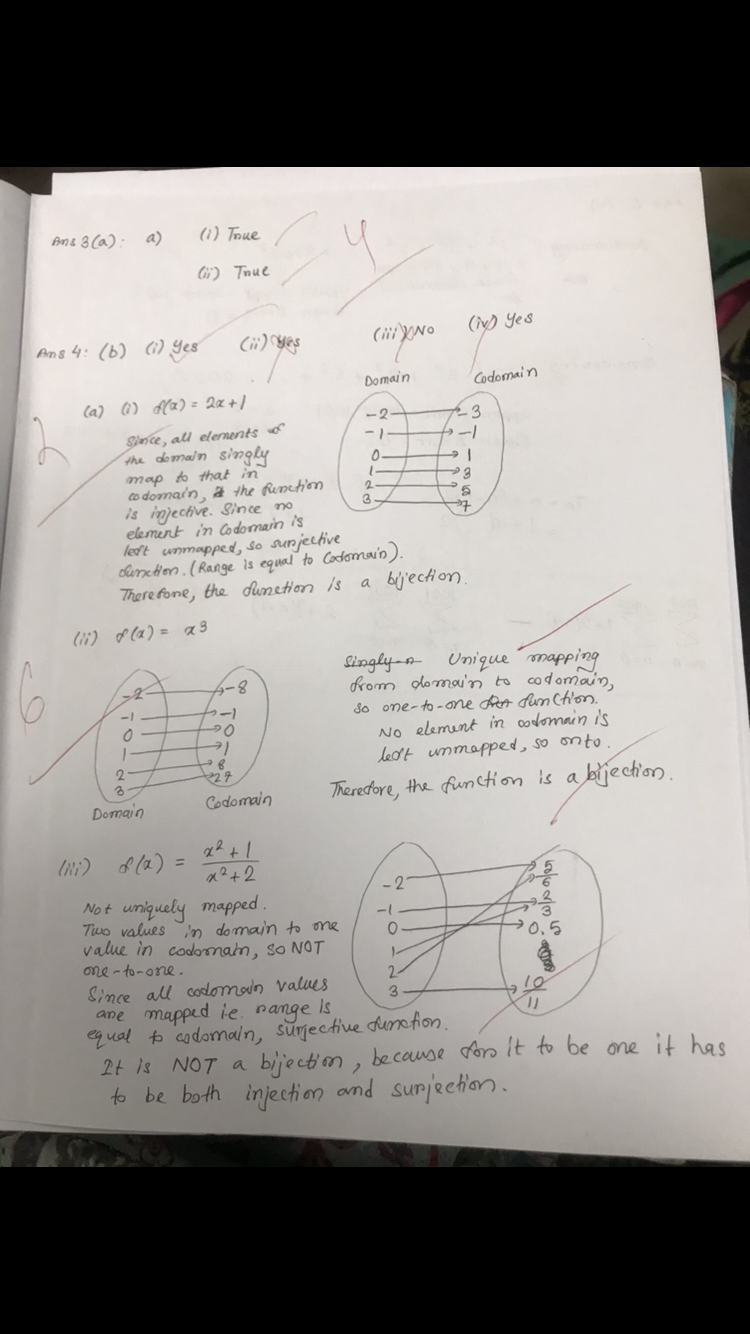 Ans 3(a): a) (i) True
4
(ii) True
Ans 4: (b) (i) Yes (ii) Yes (iii) No (iv) Yes
2
(a) (i) f(x) = 2x+1
Domain Codomain
-2 -3
-1 -1
0 1
1 3
2 5
3 7
Since, all elements of
the domain singly
map to that in
codomain, the function
is injective. Since no
element in Codomain is
left unmapped, so surjective
function. (Range is equal to Codomain).
Therefore, the function is a bijection.
(ii) f(x) = x3
6
-2 -8
-1 -1
0 0
1 1
2 8
3 27
Domain Codomain
Singly Unique mapping
from domain to codomain,
so one-to-one function.
No element in codomain is
left unmapped, so onto.
Therefore, the function is a bijection.
(iii) f(x) = x²+1 / x²+2
Not uniquely mapped.
Two values in domain to one
value in codomain, so NOT
one-to-one.
Since all codomain values
are mapped i.e. range is
equal to codomain, surjective function.
-2 5/6
-1 2/3
0 0.5
1
2
3 10/11
It is NOT a bijection, because for it to be one it has
to be both injection and surjection.